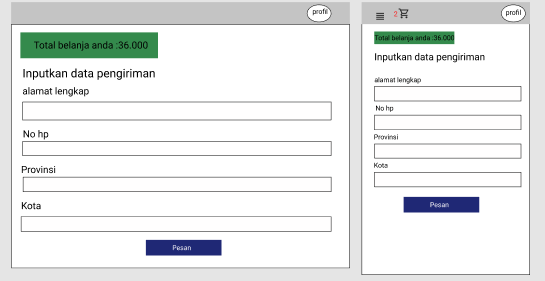 profil
Total belanja anda :36.000
Inputkan data pengiriman
alamat lengkap
No hp
Provinsi
Kota
Pesan
2
profil
Total belanja anda :36.000
Inputkan data pengiriman
alamat lengkap
No hp
Provinsi
Kota
Pesan